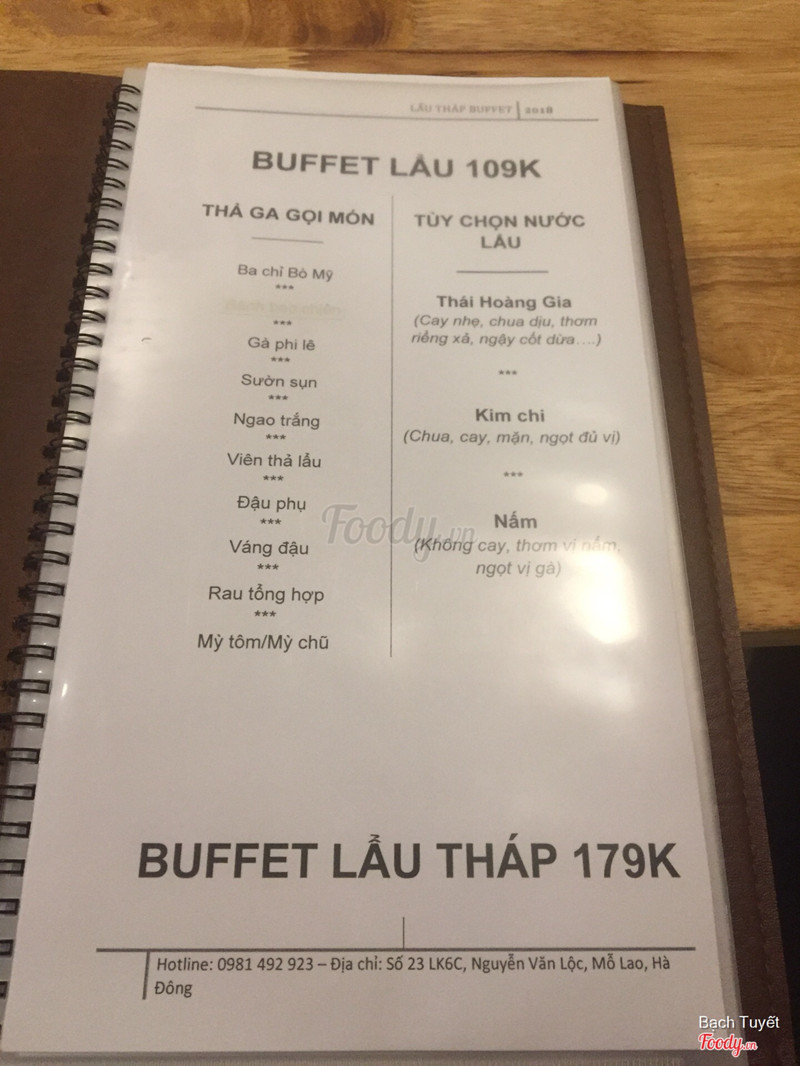 LẨU THÁP BUFFET 2018
BUFFET LẨU 109K
THẢ GA GỌI MÓN
Ba chỉ Bò Mỹ
***
***
Gà phi lê
***
Sườn sụn
***
Ngao trắng
***
Viên thả lẩu
***
Đậu phụ
***
Váng đậu
***
Rau tổng hợp
***
Mỳ tôm/Mỳ chũ
TÙY CHỌN NƯỚC
LẨU
Thái Hoàng Gia
(Cay nhẹ, chua dịu, thơm
riềng xả, ngậy cốt dừa....)
***
Kim chi
(Chua, cay, mặn, ngọt đủ vị)
***
Nấm
(Không cay, thơm vị nấm,
ngọt vị gà)
BUFFET LẨU THÁP 179K
Hotline: 0981 492 923 – Địa chỉ: Số 23 LK6C, Nguyễn Văn Lộc, Mỗ Lao, Hà
Đông
Foody.vn
Bạch Tuyết
Foody.vn